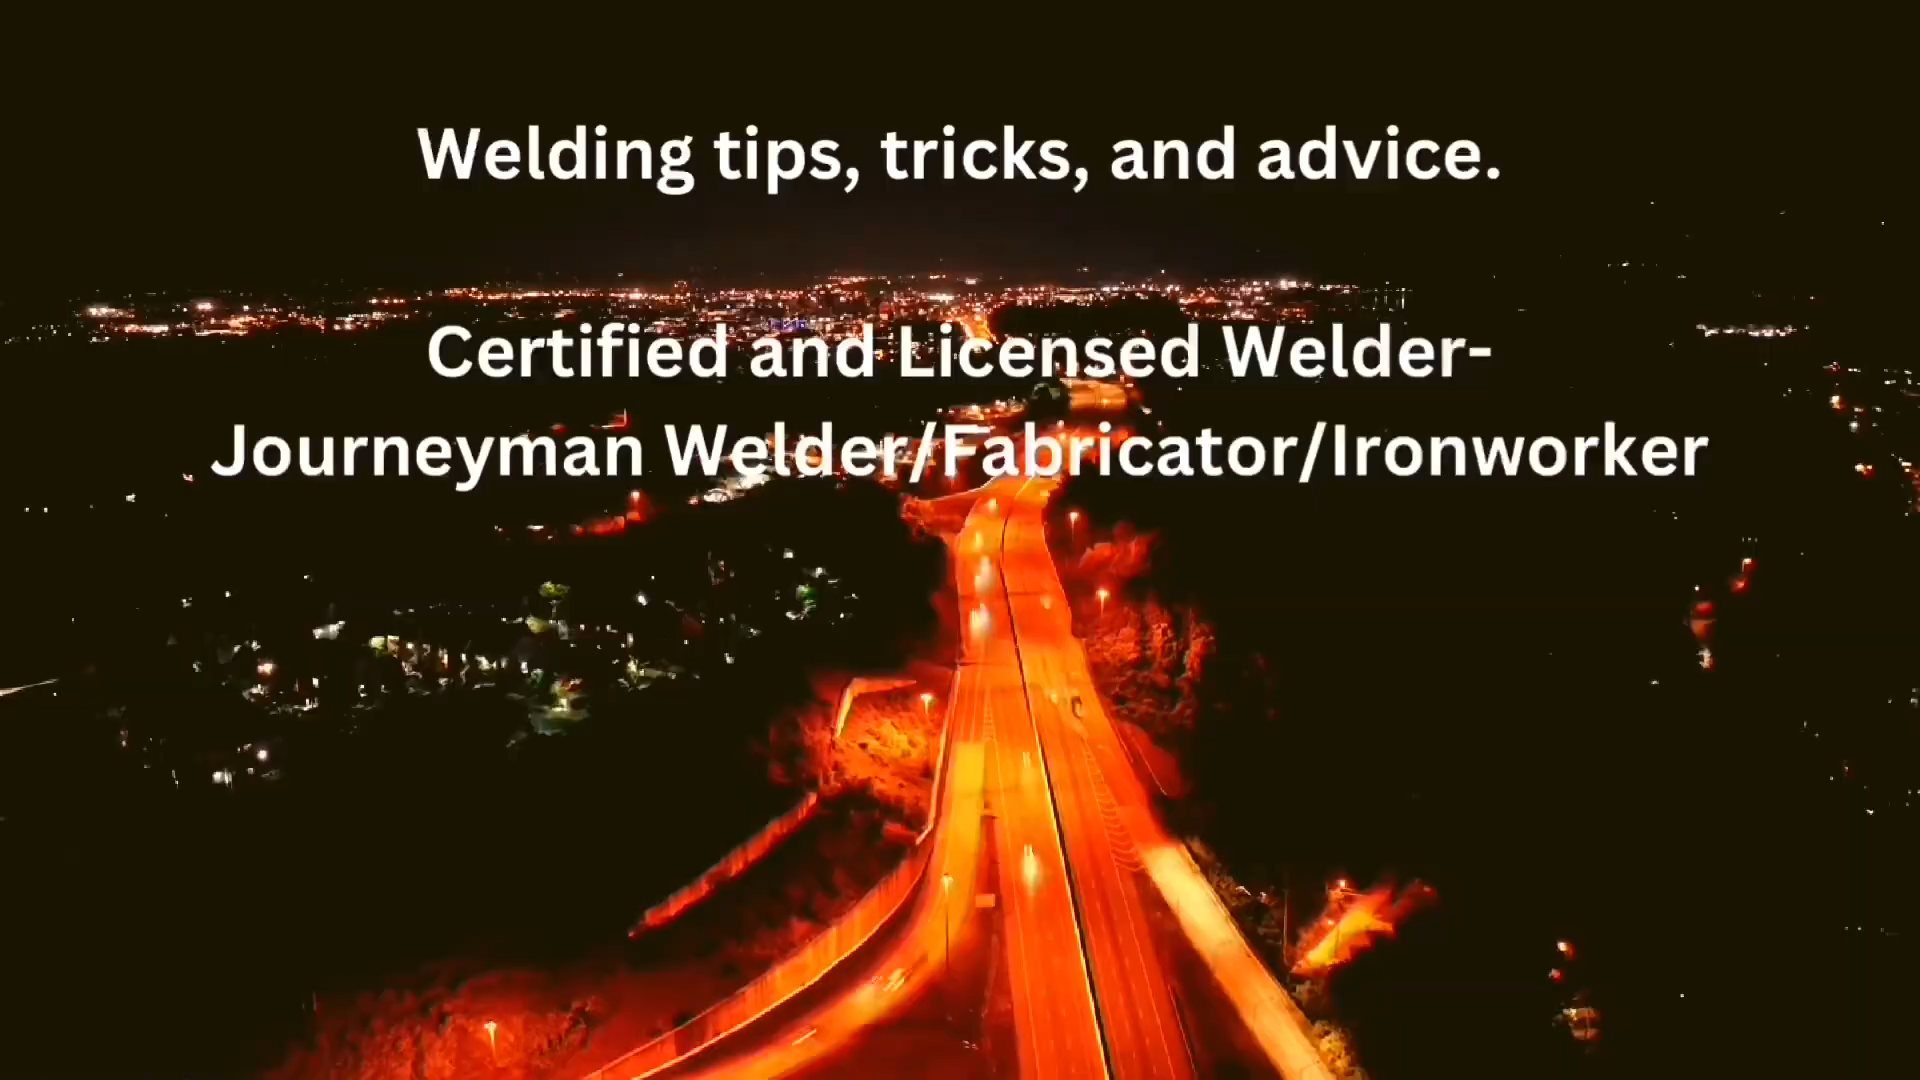 Welding tips, tricks, and advice.
Certified and Licensed Welder-
Journeyman Welder/Fabricator/Ironworker